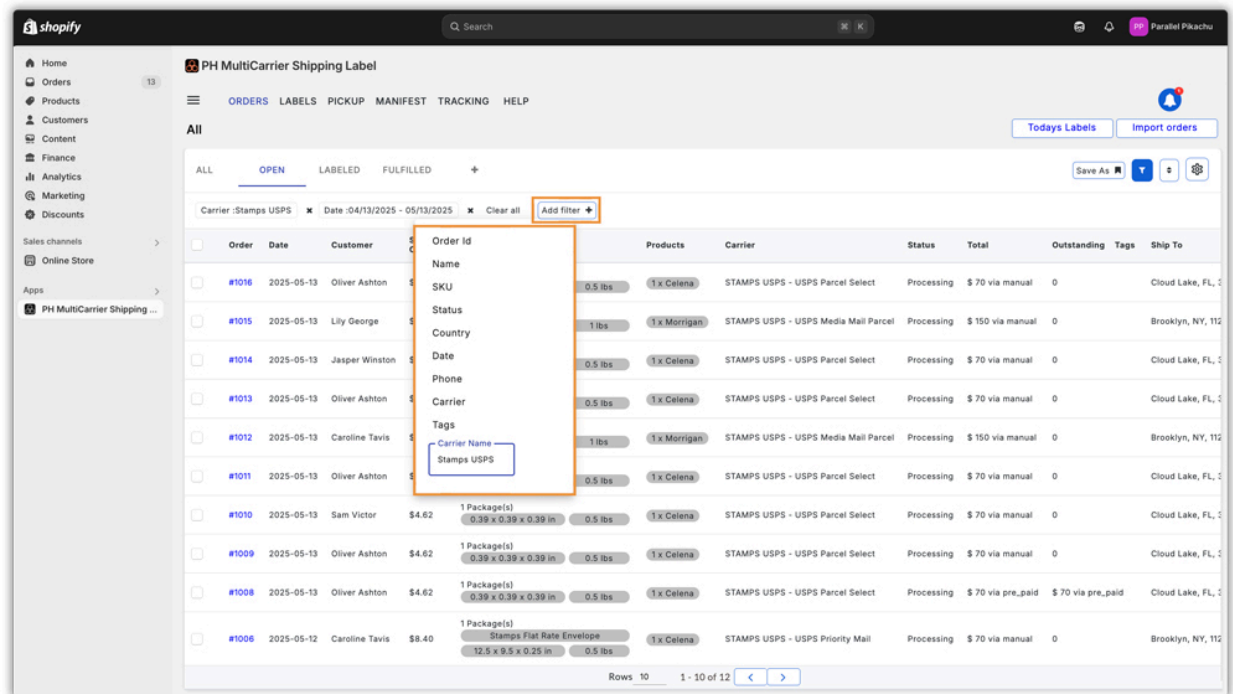 shopify
Search
⌘ K
PP Parallel Pikachu
Home
Orders 13
Products
Customers
Content
Finance
Analytics
Marketing
Discounts
Sales channels
Online Store
Apps
PH MultiCarrier Shipping ...
PH MultiCarrier Shipping Label
ORDERS LABELS PICKUP MANIFEST TRACKING HELP
All
Todays Labels Import orders
ALL OPEN LABELED FULFILLED +
Save As
Carrier :Stamps USPS × Date :04/13/2025 - 05/13/2025 × Clear all Add filter +
Order Id
Name
SKU
Status
Country
Date
Phone
Carrier
Tags
Carrier Name
Stamps USPS
Order Date Customer Products Carrier Status Total Outstanding Tags Ship To
#1016 2025-05-13 Oliver Ashton 0.5 lbs 1 x Celena STAMPS USPS - USPS Parcel Select Processing $ 70 via manual 0 Cloud Lake, FL,
#1015 2025-05-13 Lily George 1 lbs 1 x Morrigan STAMPS USPS - USPS Media Mail Parcel Processing $ 150 via manual 0 Brooklyn, NY, 112
#1014 2025-05-13 Jasper Winston 0.5 lbs 1 x Celena STAMPS USPS - USPS Parcel Select Processing $ 70 via manual 0 Cloud Lake, FL,
#1013 2025-05-13 Oliver Ashton 0.5 lbs 1 x Celena STAMPS USPS - USPS Parcel Select Processing $ 70 via manual 0 Cloud Lake, FL,
#1012 2025-05-13 Caroline Tavis 1 lbs 1 x Morrigan STAMPS USPS - USPS Media Mail Parcel Processing $ 150 via manual 0 Brooklyn, NY, 112
#1011 2025-05-13 Oliver Ashton 0.5 lbs 1 x Celena STAMPS USPS - USPS Parcel Select Processing $ 70 via manual 0 Cloud Lake, FL,
1 Package(s)
#1010 2025-05-13 Sam Victor $4.62 0.39 x 0.39 x 0.39 in 0.5 lbs 1 x Celena STAMPS USPS - USPS Parcel Select Processing $ 70 via manual 0 Cloud Lake, FL,
1 Package(s)
#1009 2025-05-13 Oliver Ashton $4.62 0.39 x 0.39 x 0.39 in 0.5 lbs 1 x Celena STAMPS USPS - USPS Parcel Select Processing $ 70 via manual 0 Cloud Lake, FL,
1 Package(s)
#1008 2025-05-13 Oliver Ashton $4.62 0.39 x 0.39 x 0.39 in 0.5 lbs 1 x Celena STAMPS USPS - USPS Parcel Select Processing $ 70 via pre_paid $ 70 via pre_paid Cloud Lake, FL,
1 Package(s)
#1006 2025-05-12 Caroline Tavis $8.40 Stamps Flat Rate Envelope 1 x Celena STAMPS USPS - USPS Priority Mail Processing $ 70 via manual 0 Brooklyn, NY, 112
12.5 x 9.5 x 0.25 in 0.5 lbs
Rows 10 1 - 10 of 12 < >